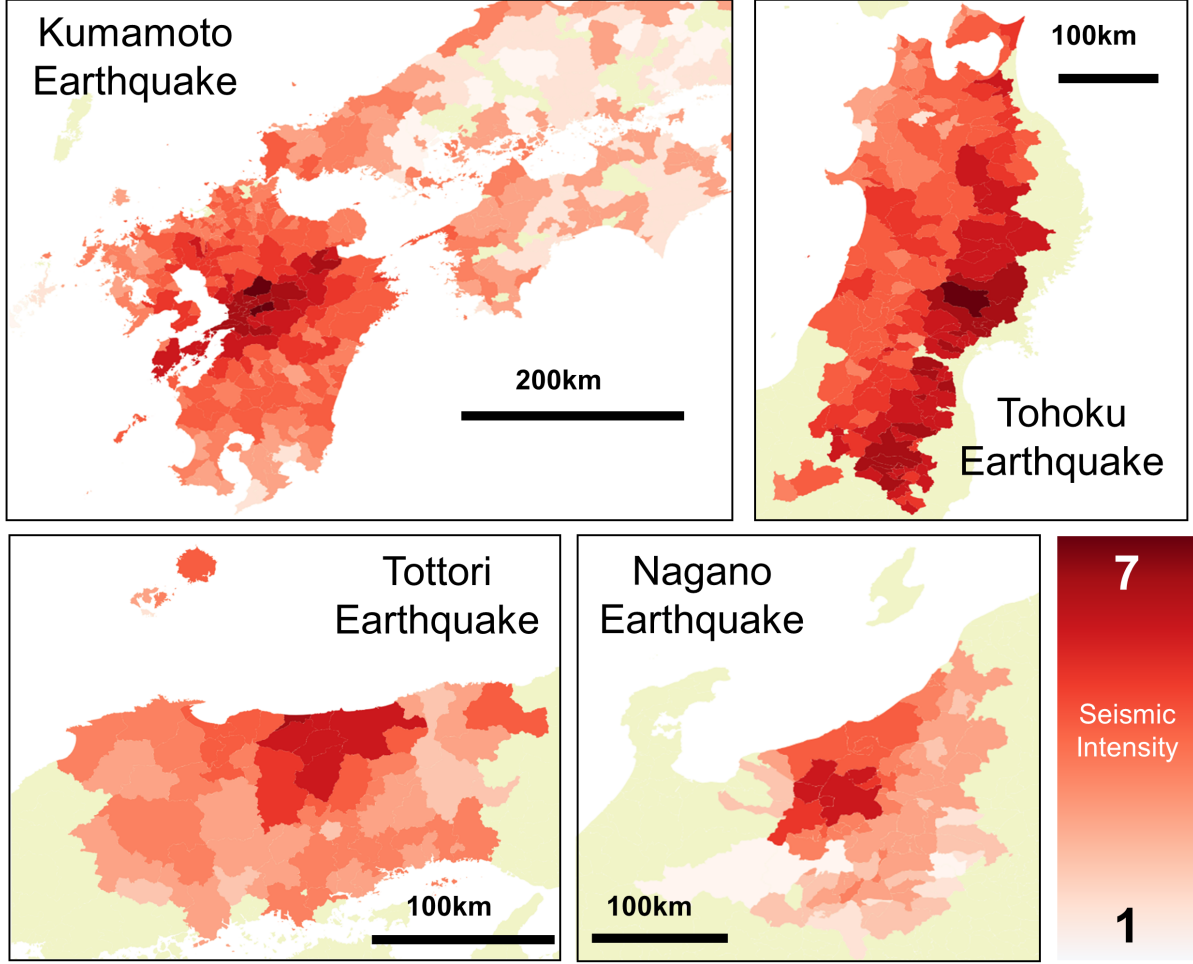 Kumamoto
Earthquake
200km
100km
Tohoku
Earthquake
Tottori
Earthquake
100km
Nagano
Earthquake
100km
7
Seismic
Intensity
1